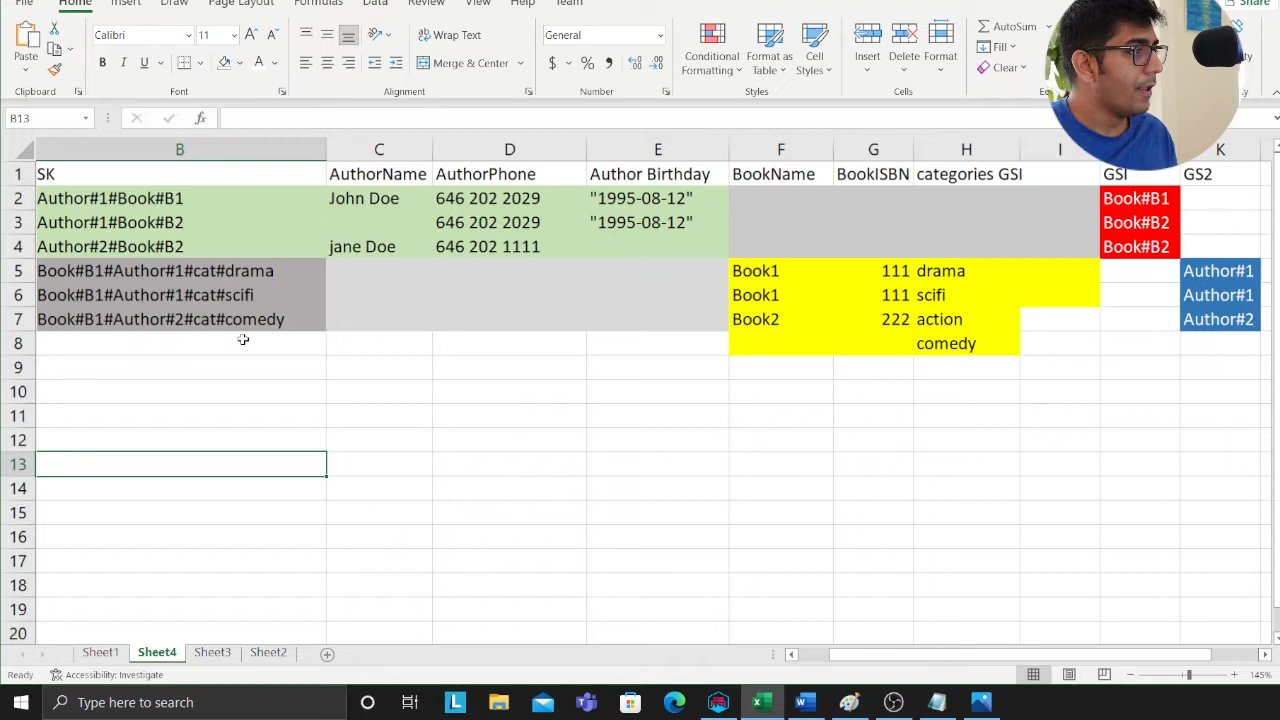 File Home Insert Draw Page Layout Formulas Data Review View Help Team Share
Calibri 11 A A Wrap Text General AutoSum
Paste B I U A Merge & Center $ % 9 Conditional Formatting Format as Table Cell Styles Insert Delete Format Fill Clear
Clipboard Font Alignment Number Styles Cells
B13 fx
B C D E F G H I K
1 SK AuthorName AuthorPhone Author Birthday BookName BookISBN categories GSI GSI GS2
2 Author#1#Book#B1 John Doe 646 202 2029 "1995-08-12" Book#B1
3 Author#1#Book#B2 646 202 2029 "1995-08-12" Book#B2
4 Author#2#Book#B2 jane Doe 646 202 1111 Book#B2
5 Book#B1#Author#1#cat#drama Book1 111 drama Author#1
6 Book#B1#Author#1#cat#scifi Book1 111 scifi Author#1
7 Book#B1#Author#2#cat#comedy Book2 222 action Author#2
8 comedy
9
10
11
12
13
14
15
16
17
18
19
20
Sheet1 Sheet4 Sheet3 Sheet2
Ready Accessibility: Investigate 145%
Type here to search